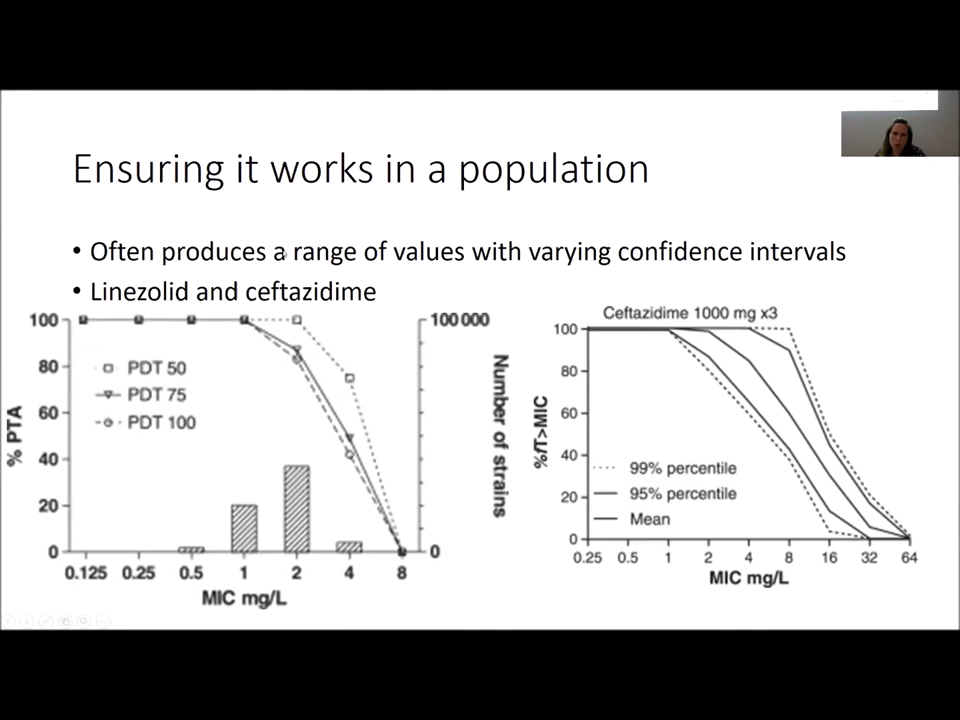 Ensuring it works in a population
• Often produces a range of values with varying confidence intervals
• Linezolid and ceftazidime
100
80
60
40
20
0
% PTA
PDT 50
PDT 75
PDT 100
100 000
0
Number of strains
0.125 0.25 0.5 1 2 4 8
MIC mg/L
Ceftazidime 1000 mg x3
100
80
60
40
20
0
%fT>MIC
99% percentile
95% percentile
Mean
0.25 0.5 1 2 4 8 16 32 64
MIC mg/L